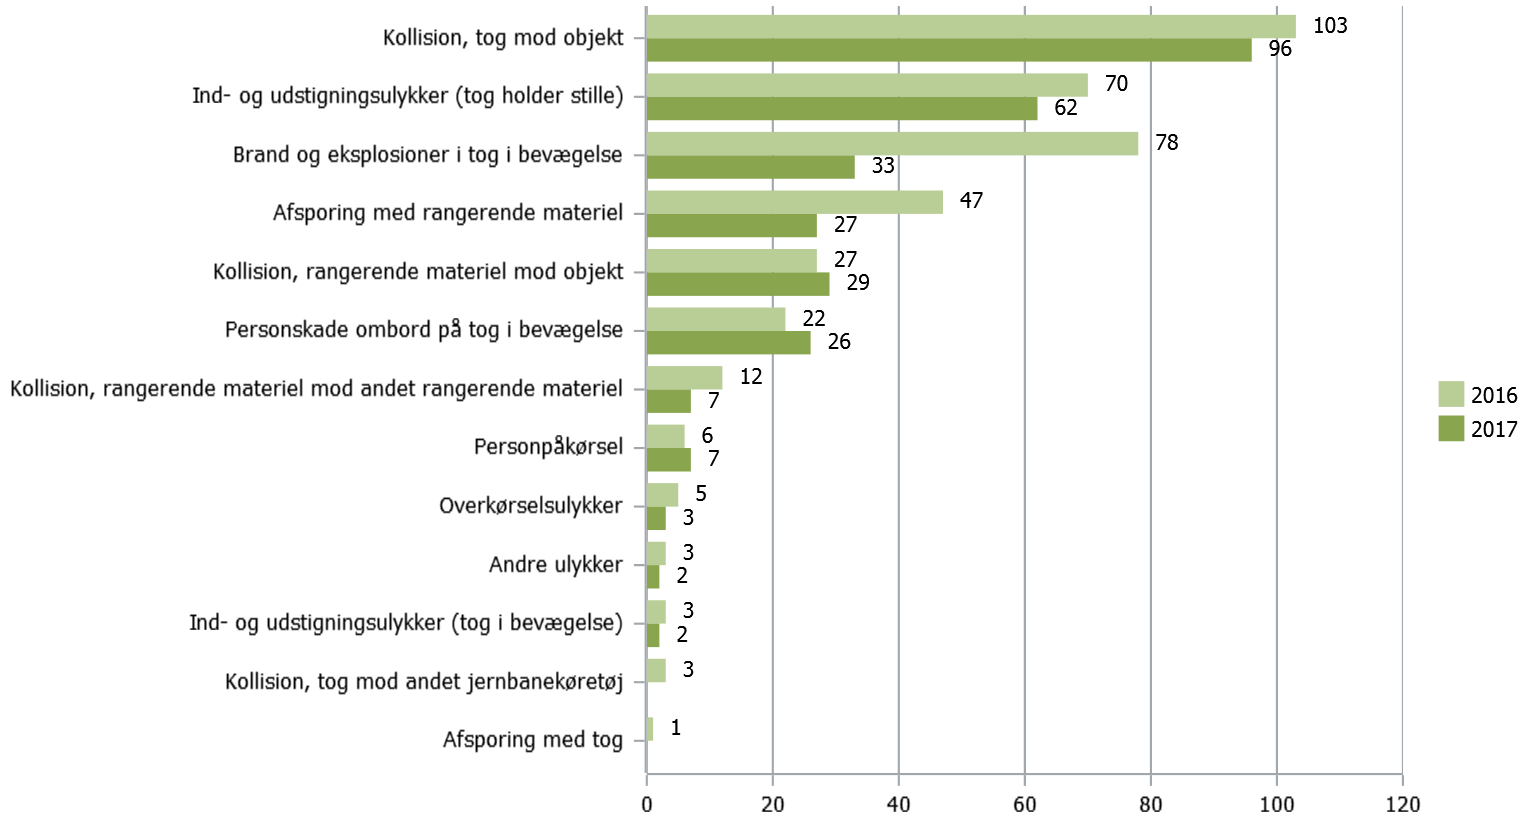 Kollision, tog mod objekt
103
96
Ind- og udstigningsulykker (tog holder stille)
70
62
Brand og eksplosioner i tog i bevægelse
78
33
Afsporing med rangerende materiel
47
27
Kollision, rangerende materiel mod objekt
27
29
Personskade ombord på tog i bevægelse
22
26
Kollision, rangerende materiel mod andet rangerende materiel
12
7
Personpåkørsel
6
7
Overkørselsulykker
5
3
Andre ulykker
3
2
Ind- og udstigningsulykker (tog i bevægelse)
3
2
Kollision, tog mod andet jernbanekøretøj
3
Afsporing med tog
1
0 20 40 60 80 100 120
2016
2017